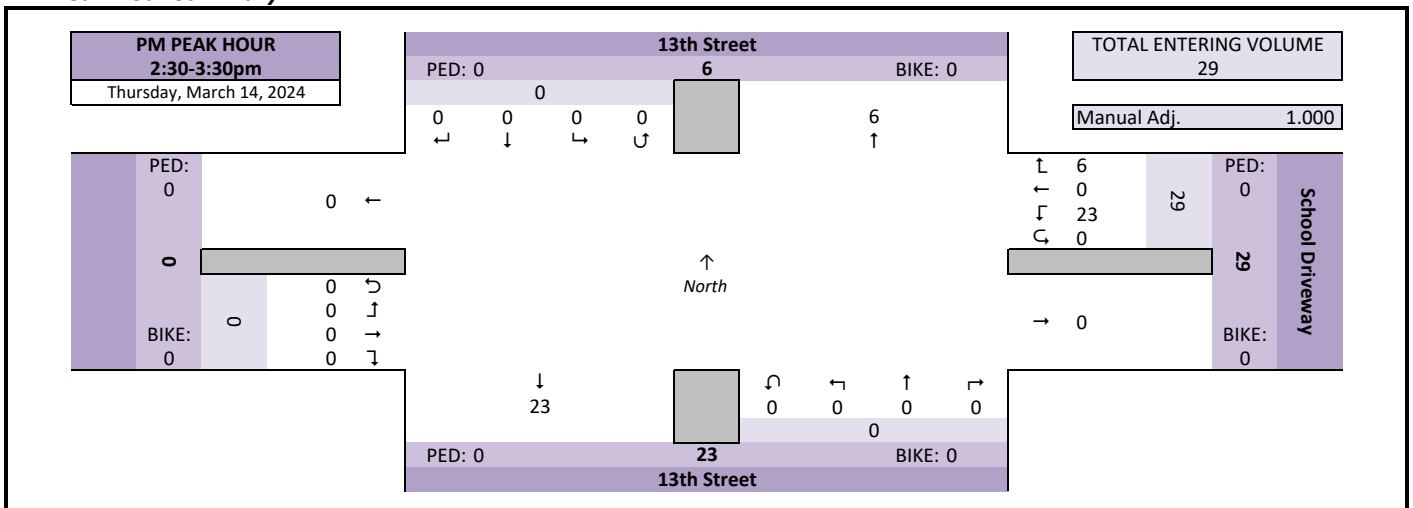 PM PEAK HOUR
2:30-3:30pm
Thursday, March 14, 2024
13th Street
PED: 0 6 BIKE: 0
0
0 0 0 0 6
↵ ↓ ↳ ↺ ↑
TOTAL ENTERING VOLUME
29
Manual Adj. 1.000
PED:
0
0 ←
0
0
BIKE:
0
0 ⮌
0 ↰
0 →
0 ↴
↑
North
↱ 6
← 0
↲ 23
⮎ 0
29
→ 0
PED:
0
29
BIKE:
0
School Driveway
↓
23
↶ ↰ ↑ ↱
0 0 0 0
0
PED: 0 23 BIKE: 0
13th Street